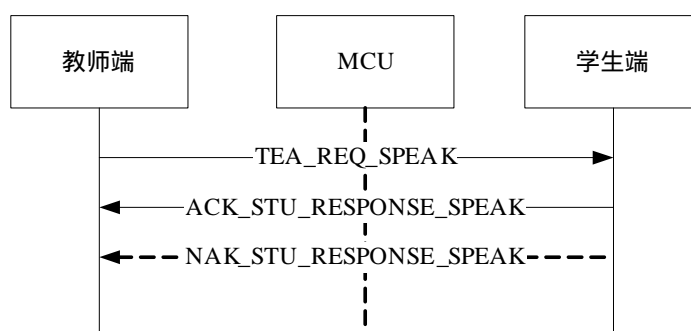 教师端
MCU
学生端
TEA_REQ_SPEAK
ACK_STU_RESPONSE_SPEAK
NAK_STU_RESPONSE_SPEAK